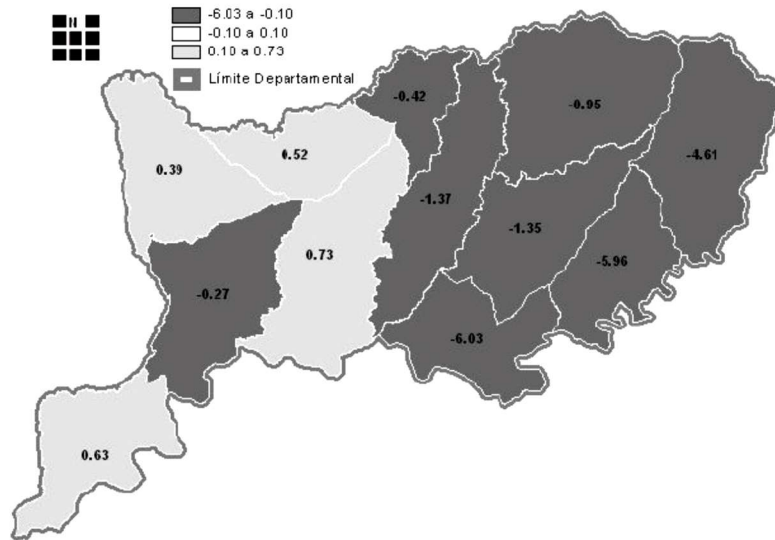 N
-6.03 a -0.10
-0.10 a 0.10
0.10 a 0.73
Límite Departamental
-0.42
-0.95
0.52
0.39
-4.61
-1.37
-1.35
0.73
-5.96
-0.27
-6.03
0.63